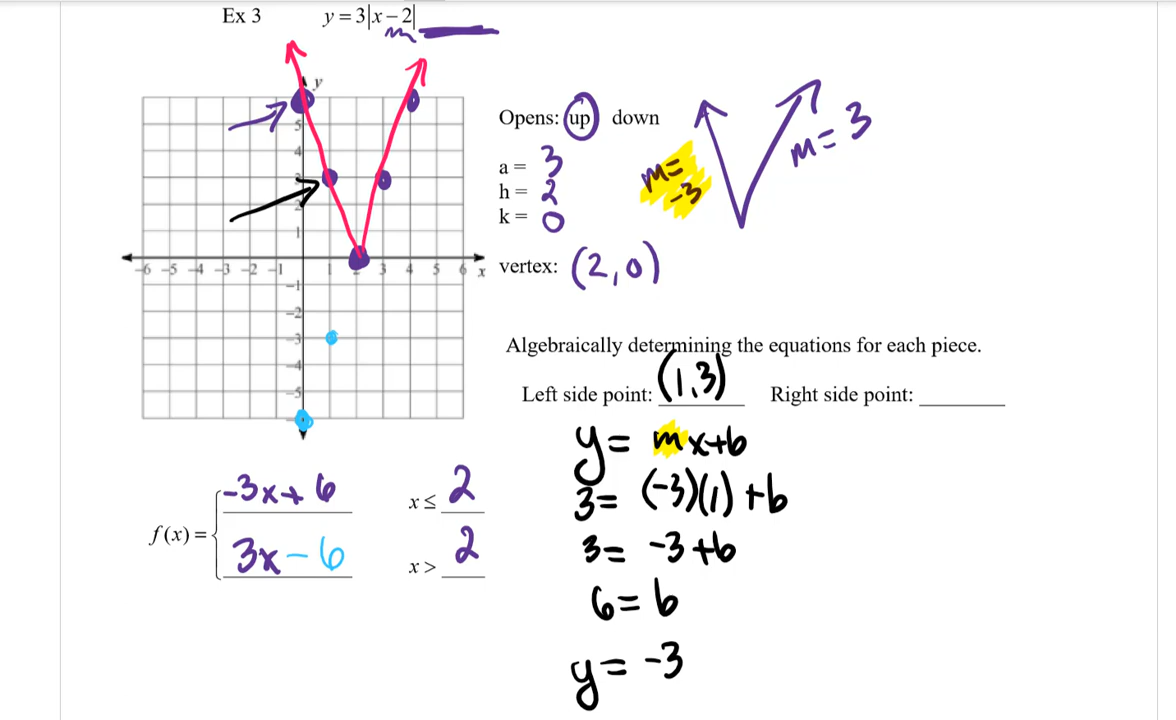 Ex 3 y = 3|x − 2|
m
y
5
4
3
2
1
−6 −5 −4 −3 −2 −1 1 2 3 4 5 6 x
−1
−2
−3
−4
−5
Opens: up down
a = 3
h = 2
k = 0
vertex: (2,0)
m = -3
m = 3
Algebraically determining the equations for each piece.
Left side point: (1,3) Right side point: ________
y = mx+b
3 = (-3)(1) +b
3 = -3+b
6 = b
y = -3
f(x) = { -3x+6 x ≤ 2
3x-6 x > 2